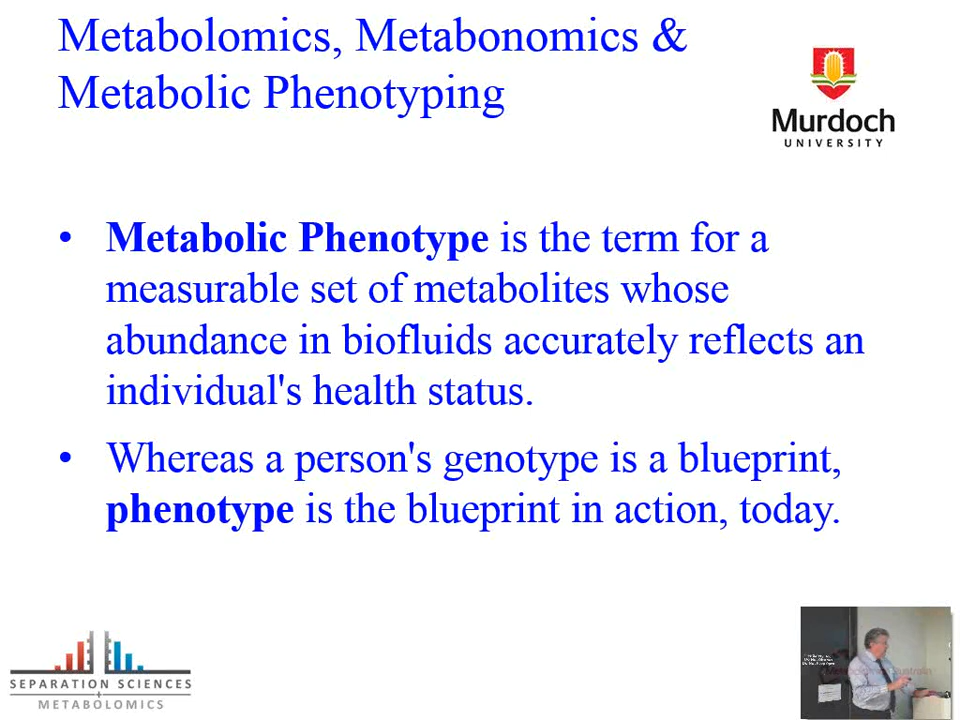 Metabolomics, Metabonomics &
Metabolic Phenotyping
Murdoch
UNIVERSITY
• Metabolic Phenotype is the term for a
measurable set of metabolites whose
abundance in biofluids accurately reflects an
individual's health status.
• Whereas a person's genotype is a blueprint,
phenotype is the blueprint in action, today.
SEPARATION SCIENCES
+
METABOLOMICS
Australia